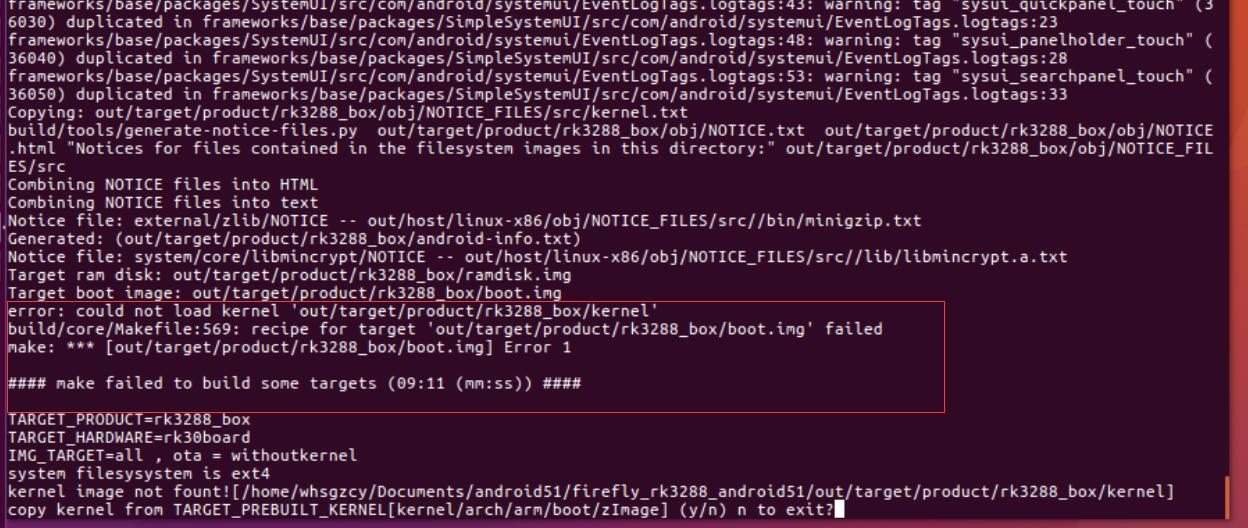 frameworks/base/packages/SystemUI/src/com/android/systemui/EventLogTags.logtags:43: warning: tag "sysui_quickpanel_touch" (3
6030) duplicated in frameworks/base/packages/SimpleSystemUI/src/com/android/systemui/EventLogTags.logtags:23
frameworks/base/packages/SystemUI/src/com/android/systemui/EventLogTags.logtags:48: warning: tag "sysui_panelholder_touch" (
36040) duplicated in frameworks/base/packages/SimpleSystemUI/src/com/android/systemui/EventLogTags.logtags:28
frameworks/base/packages/SystemUI/src/com/android/systemui/EventLogTags.logtags:53: warning: tag "sysui_searchpanel_touch" (
36050) duplicated in frameworks/base/packages/SimpleSystemUI/src/com/android/systemui/EventLogTags.logtags:33
Copying: out/target/product/rk3288_box/obj/NOTICE_FILES/src/kernel.txt
build/tools/generate-notice-files.py  out/target/product/rk3288_box/obj/NOTICE.txt  out/target/product/rk3288_box/obj/NOTICE
.html "Notices for files contained in the filesystem images in this directory:" out/target/product/rk3288_box/obj/NOTICE_FIL
ES/src
Combining NOTICE files into HTML
Combining NOTICE files into text
Notice file: external/zlib/NOTICE -- out/host/linux-x86/obj/NOTICE_FILES/src//bin/minigzip.txt
Generated: (out/target/product/rk3288_box/android-info.txt)
Notice file: system/core/libmincrypt/NOTICE -- out/host/linux-x86/obj/NOTICE_FILES/src//lib/libmincrypt.a.txt
Target ram disk: out/target/product/rk3288_box/ramdisk.img
Target boot image: out/target/product/rk3288_box/boot.img
error: could not load kernel 'out/target/product/rk3288_box/kernel'
build/core/Makefile:569: recipe for target 'out/target/product/rk3288_box/boot.img' failed
make: *** [out/target/product/rk3288_box/boot.img] Error 1
#### make failed to build some targets (09:11 (mm:ss)) ####
TARGET_PRODUCT=rk3288_box
TARGET_HARDWARE=rk30board
IMG_TARGET=all , ota = withoutkernel
system filesysystem is ext4
kernel image not fount![/home/whsgzcy/Documents/android51/firefly_rk3288_android51/out/target/product/rk3288_box/kernel]
copy kernel from TARGET_PREBUILT_KERNEL[kernel/arch/arm/boot/zImage] (y/n) n to exit?